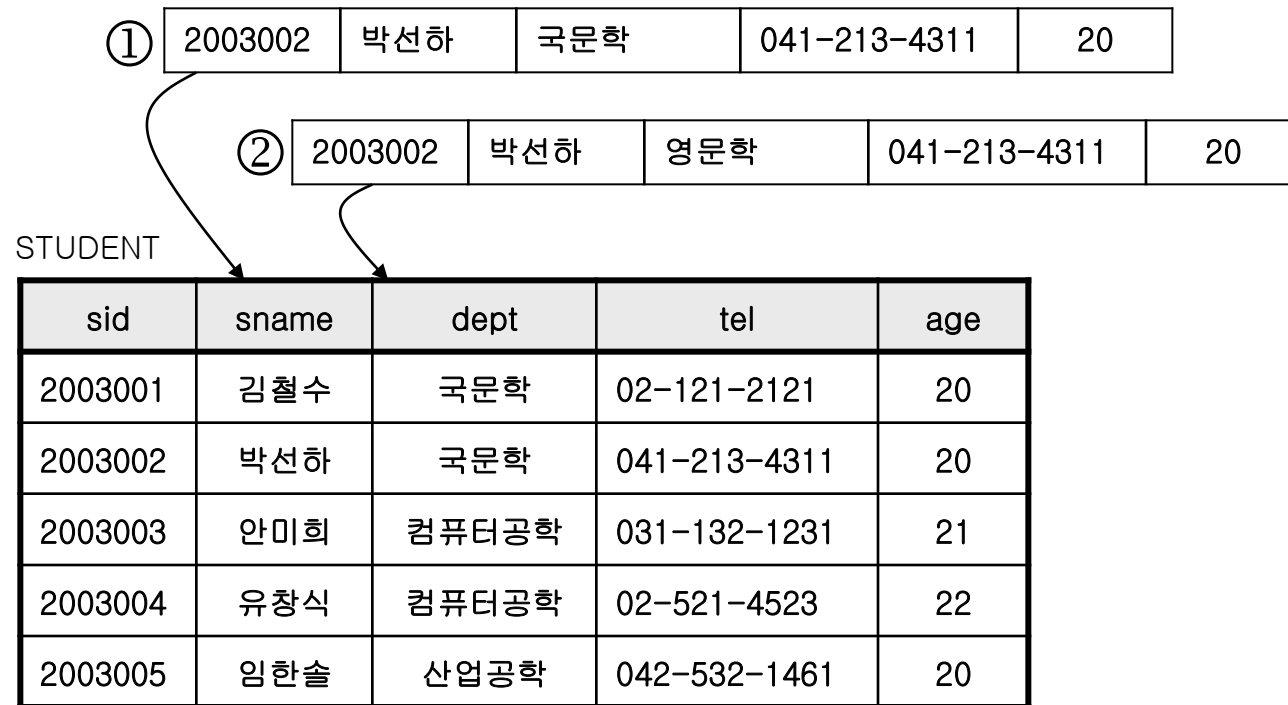 ① 2003002 박선하 국문학 041-213-4311 20
② 2003002 박선하 영문학 041-213-4311 20
STUDENT
sid sname dept tel age
2003001 김철수 국문학 02-121-2121 20
2003002 박선하 국문학 041-213-4311 20
2003003 안미희 컴퓨터공학 031-132-1231 21
2003004 유창식 컴퓨터공학 02-521-4523 22
2003005 임한솔 산업공학 042-532-1461 20